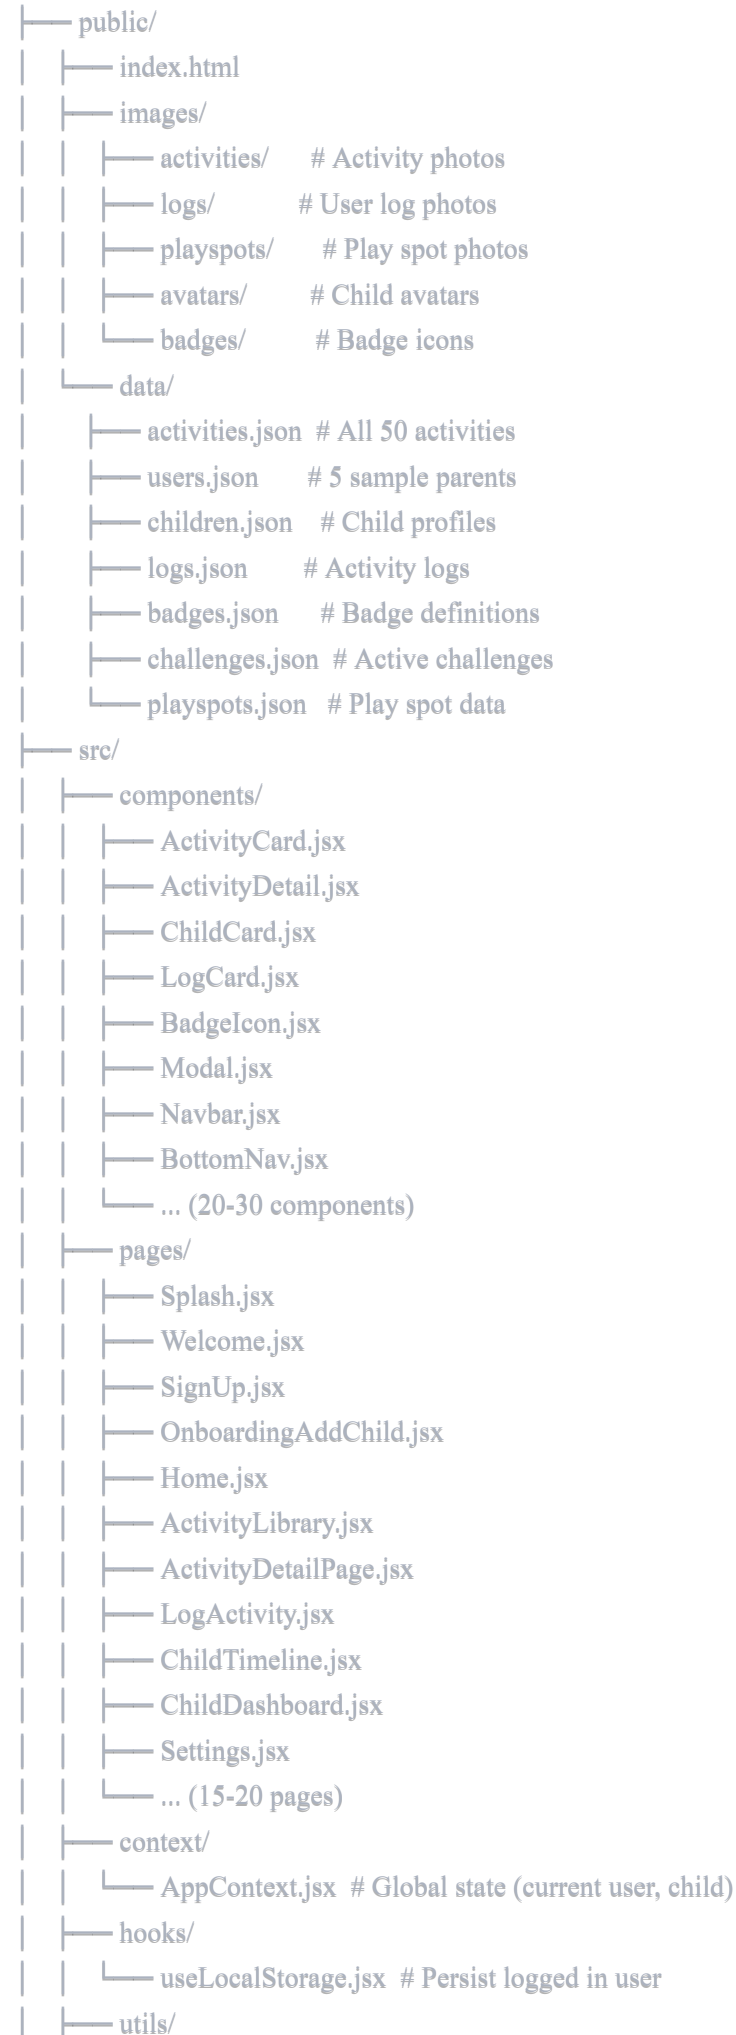 ├── public/
│   ├── index.html
│   ├── images/
│   │   ├── activities/      # Activity photos
│   │   ├── logs/            # User log photos
│   │   ├── playspots/       # Play spot photos
│   │   ├── avatars/         # Child avatars
│   │   └── badges/          # Badge icons
│   └── data/
│       ├── activities.json  # All 50 activities
│       ├── users.json       # 5 sample parents
│       ├── children.json    # Child profiles
│       ├── logs.json        # Activity logs
│       ├── badges.json      # Badge definitions
│       ├── challenges.json  # Active challenges
│       └── playspots.json   # Play spot data
├── src/
│   ├── components/
│   │   ├── ActivityCard.jsx
│   │   ├── ActivityDetail.jsx
│   │   ├── ChildCard.jsx
│   │   ├── LogCard.jsx
│   │   ├── BadgeIcon.jsx
│   │   ├── Modal.jsx
│   │   ├── Navbar.jsx
│   │   ├── BottomNav.jsx
│   │   └── ... (20-30 components)
│   ├── pages/
│   │   ├── Splash.jsx
│   │   ├── Welcome.jsx
│   │   ├── SignUp.jsx
│   │   ├── OnboardingAddChild.jsx
│   │   ├── Home.jsx
│   │   ├── ActivityLibrary.jsx
│   │   ├── ActivityDetailPage.jsx
│   │   ├── LogActivity.jsx
│   │   ├── ChildTimeline.jsx
│   │   ├── ChildDashboard.jsx
│   │   ├── Settings.jsx
│   │   └── ... (15-20 pages)
│   ├── context/
│   │   └── AppContext.jsx  # Global state (current user, child)
│   ├── hooks/
│   │   └── useLocalStorage.jsx  # Persist logged in user
│   ├── utils/